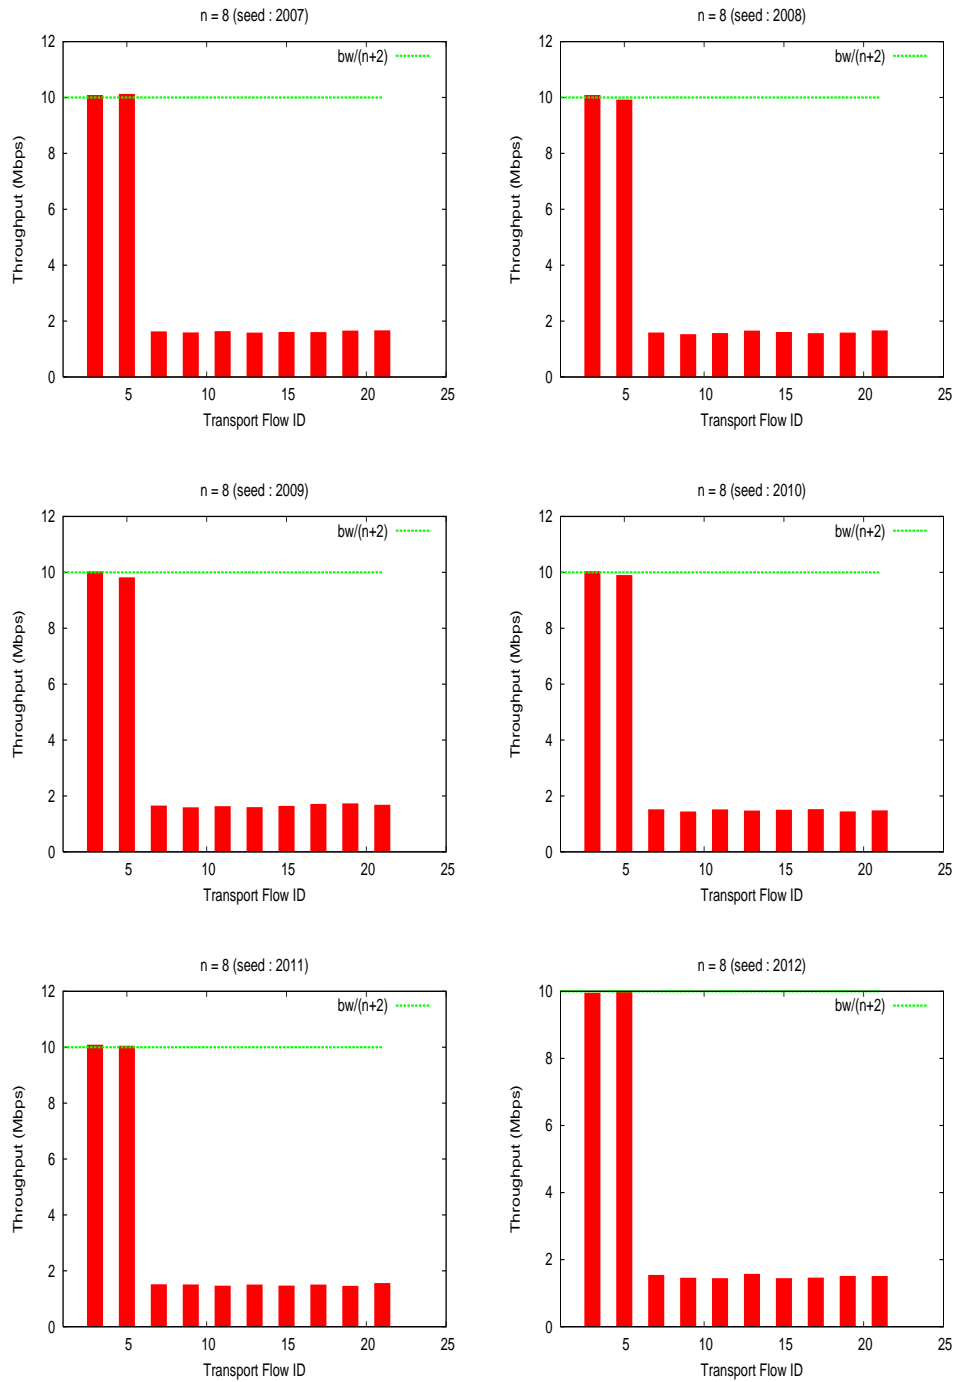 n = 8 (seed : 2007)
12
10
8
6
4
2
0
Throughput (Mbps)
bw/(n+2)
5
10
15
20
25
Transport Flow ID
n = 8 (seed : 2008)
12
10
8
6
4
2
0
Throughput (Mbps)
bw/(n+2)
5
10
15
20
25
Transport Flow ID
n = 8 (seed : 2009)
12
10
8
6
4
2
0
Throughput (Mbps)
bw/(n+2)
5
10
15
20
25
Transport Flow ID
n = 8 (seed : 2010)
12
10
8
6
4
2
0
Throughput (Mbps)
bw/(n+2)
5
10
15
20
25
Transport Flow ID
n = 8 (seed : 2011)
12
10
8
6
4
2
0
Throughput (Mbps)
bw/(n+2)
5
10
15
20
25
Transport Flow ID
n = 8 (seed : 2012)
10
8
6
4
2
0
Throughput (Mbps)
bw/(n+2)
5
10
15
20
25
Transport Flow ID